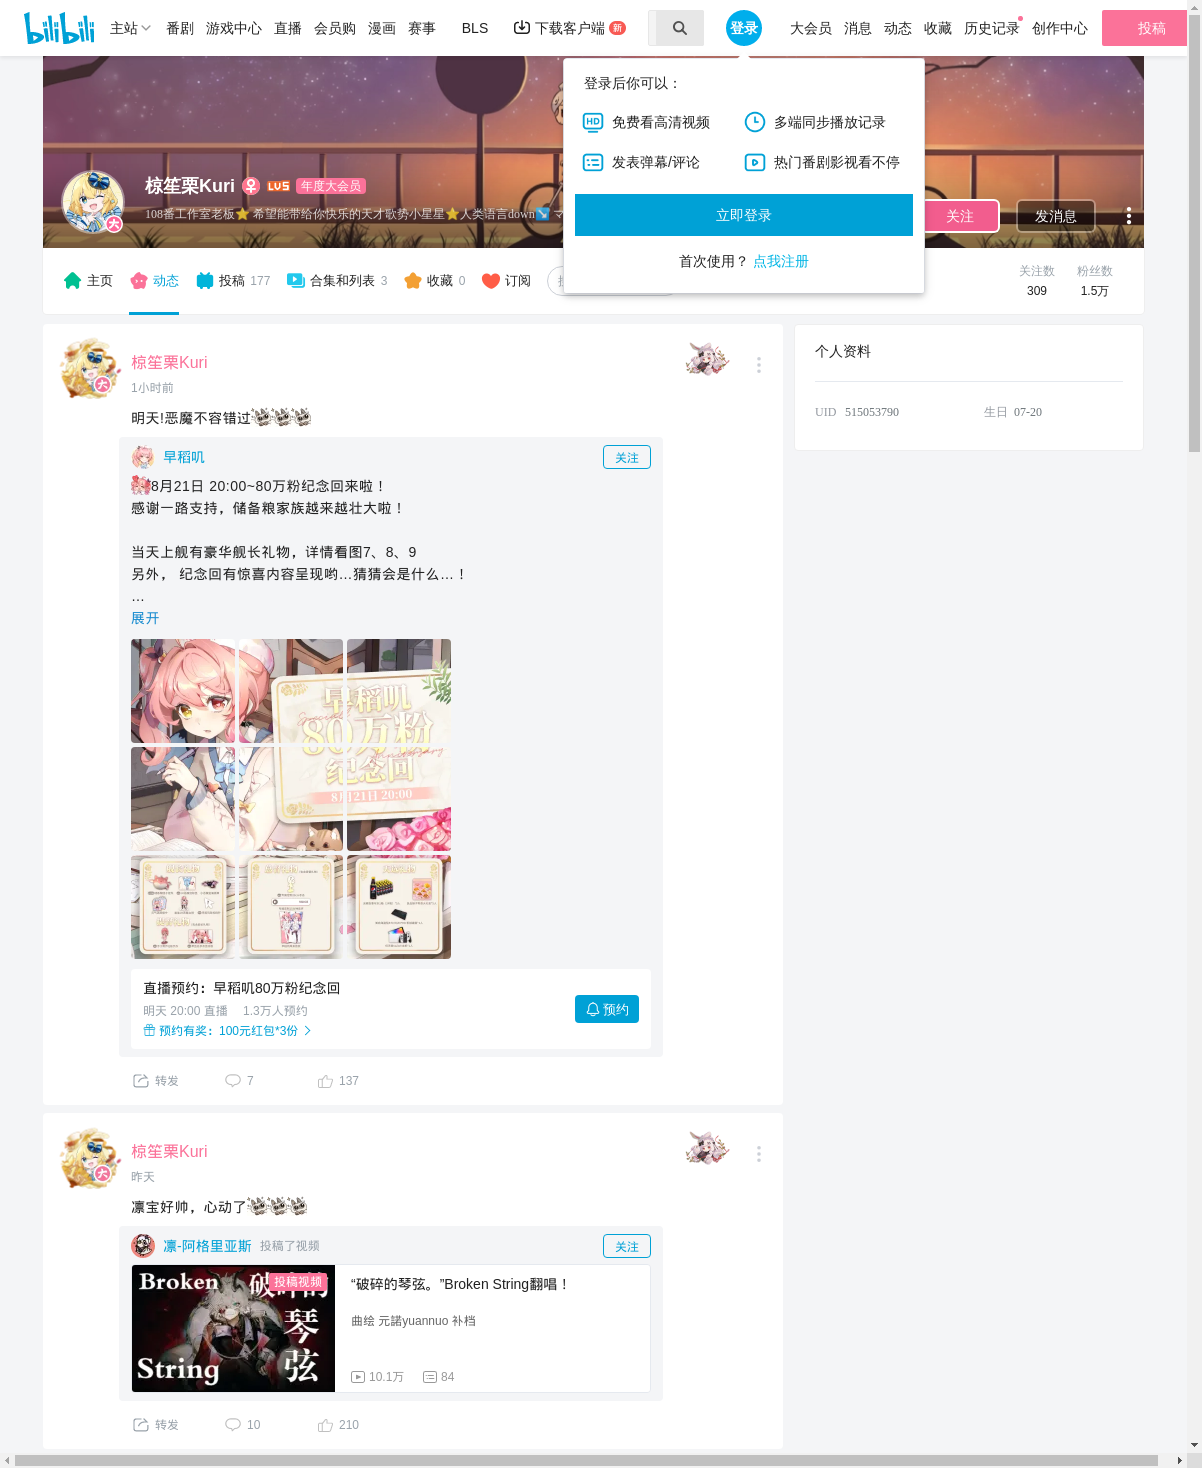 bilibili
主站 番剧 游戏中心 直播 会员购 漫画 赛事 BLS 下载客户端 新 登录 大会员 消息 动态 收藏 历史记录 创作中心 投稿
登录后你可以：
免费看高清视频 多端同步播放记录
发表弹幕/评论 热门番剧影视看不停
立即登录
首次使用？ 点我注册
椋笙栗Kuri LV5 年度大会员
108番工作室老板⭐ 希望能带给你快乐的天才歌势小星星⭐人类语言down↘️
关注 发消息
主页 动态 投稿 177 合集和列表 3 收藏 0 订阅
关注数 粉丝数
309 1.5万
椋笙栗Kuri
1小时前
明天!恶魔不容错过
早稻叽
关注
8月21日 20:00~80万粉纪念回来啦！
感谢一路支持，储备粮家族越来越壮大啦！
当天上舰有豪华舰长礼物，详情看图7、8、9
另外， 纪念回有惊喜内容呈现哟…猜猜会是什么…！
...
展开
早稻叽
80万粉
纪念回
8月21日 20:00
直播预约：早稻叽80万粉纪念回
明天 20:00 直播 1.3万人预约
预约有奖：100元红包*3份
预约
转发 7 137
个人资料
UID 515053790 生日 07-20
椋笙栗Kuri
昨天
凛宝好帅，心动了
凛-阿格里亚斯 投稿了视频
关注
投稿视频
Broken
String
破碎的
琴
弦
“破碎的琴弦。”Broken String翻唱！
曲绘 元諾yuannuo 补档
10.1万 84
转发 10 210